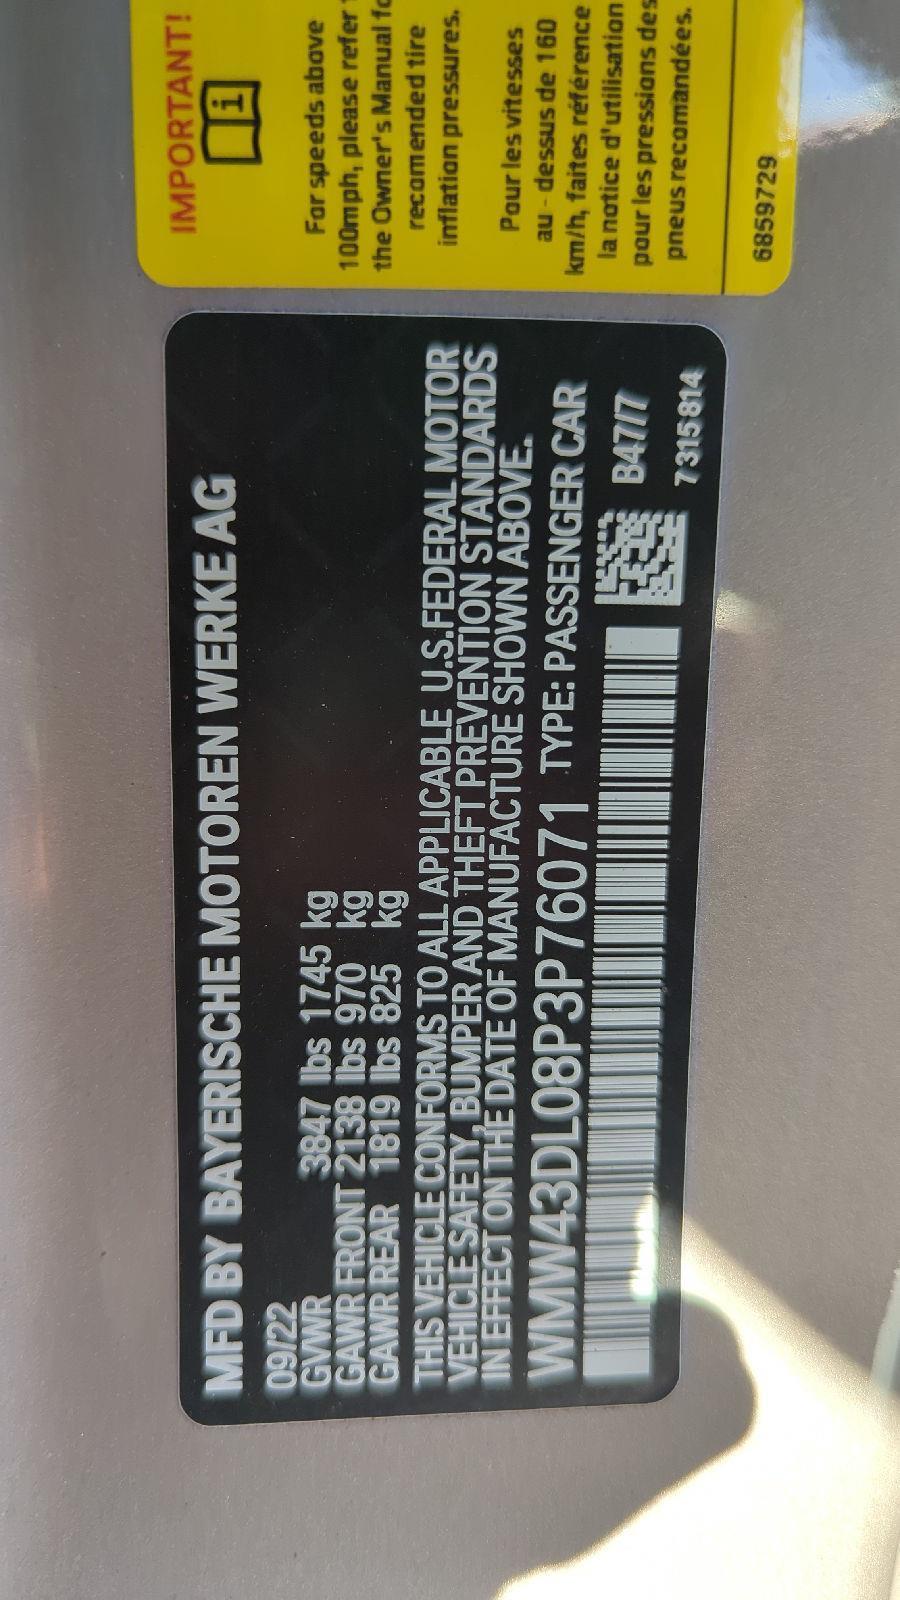 MFD BY BAYERISCHE MOTOREN WERKE AG
09/22
GVWR 3847 lbs 1745 kg
GAWR FRONT 2138 lbs 970 kg
GAWR REAR 1819 lbs 825 kg
THIS VEHICLE CONFORMS TO ALL APPLICABLE U.S.FEDERAL MOTOR
VEHICLE SAFETY, BUMPER AND THEFT PREVENTION STANDARDS
IN EFFECT ON THE DATE OF MANUFACTURE SHOWN ABOVE.
WMW43DL08P3P76071 TYPE: PASSENGER CAR
B47/7
7315814
IMPORTANT!
i
For speeds above
100mph, please refer
the Owner's Manual
recomended tire
inflation pressures.
Pour les vitesses
au-dessus de 160
km/h, faites référence
la notice d'utilisation
pour les pressions des
pneus recomandées.
6859729